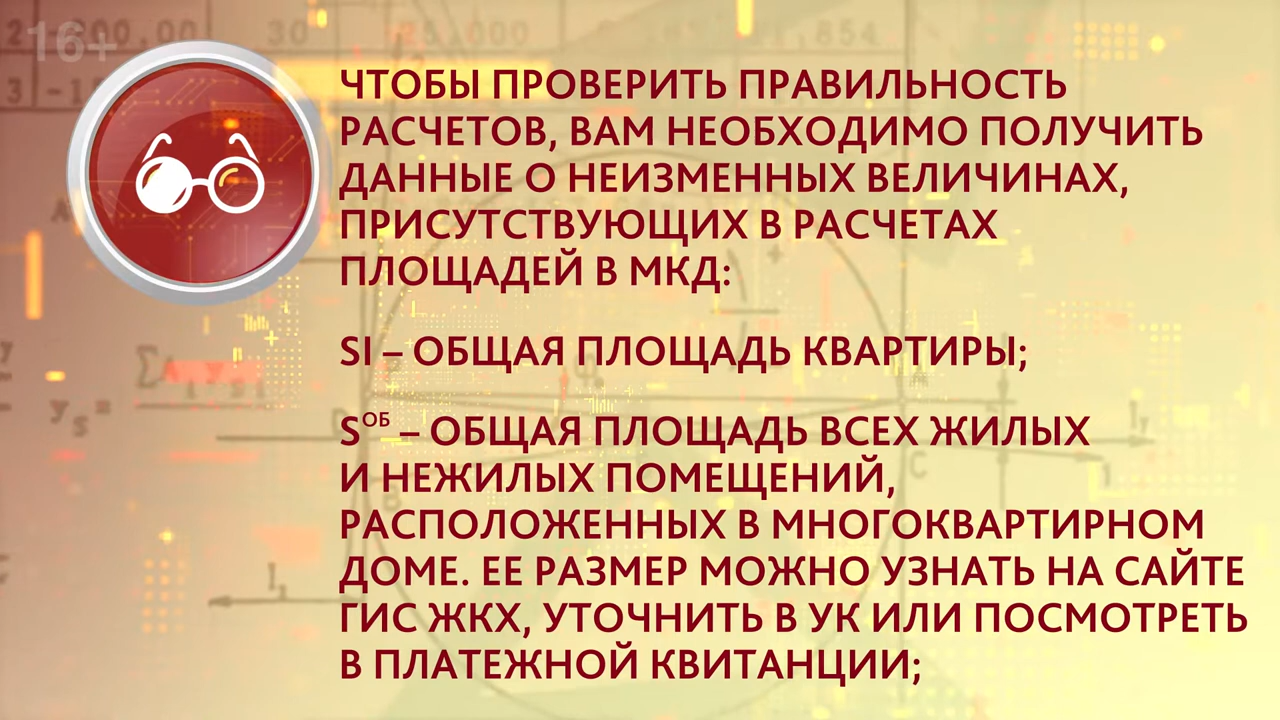 16+
ЧТОБЫ ПРОВЕРИТЬ ПРАВИЛЬНОСТЬ
РАСЧЕТОВ, ВАМ НЕОБХОДИМО ПОЛУЧИТЬ
ДАННЫЕ О НЕИЗМЕННЫХ ВЕЛИЧИНАХ,
ПРИСУТСТВУЮЩИХ В РАСЧЕТАХ
ПЛОЩАДЕЙ В МКД:
SI – ОБЩАЯ ПЛОЩАДЬ КВАРТИРЫ;
Sᴼᴮ – ОБЩАЯ ПЛОЩАДЬ ВСЕХ ЖИЛЫХ
И НЕЖИЛЫХ ПОМЕЩЕНИЙ,
РАСПОЛОЖЕННЫХ В МНОГОКВАРТИРНОМ
ДОМЕ. ЕЕ РАЗМЕР МОЖНО УЗНАТЬ НА САЙТЕ
ГИС ЖКХ, УТОЧНИТЬ В УК ИЛИ ПОСМОТРЕТЬ
В ПЛАТЕЖНОЙ КВИТАНЦИИ;